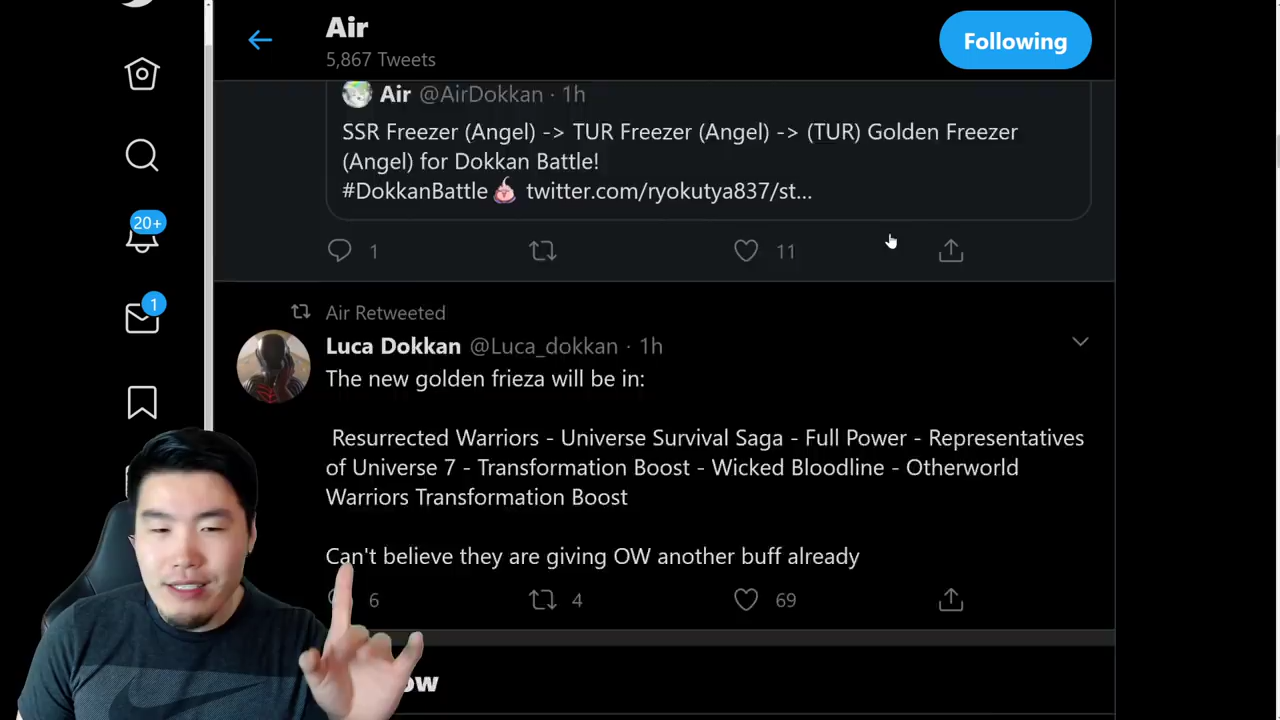 Air
5,867 Tweets
Following
Air @AirDokkan · 1h
SSR Freezer (Angel) -> TUR Freezer (Angel) -> (TUR) Golden Freezer
(Angel) for Dokkan Battle!
#DokkanBattle twitter.com/ryokutya837/st...
20+
1
11
1
Air Retweeted
Luca Dokkan @Luca_dokkan · 1h
The new golden frieza will be in:
Resurrected Warriors - Universe Survival Saga - Full Power - Representatives
of Universe 7 - Transformation Boost - Wicked Bloodline - Otherworld
Warriors Transformation Boost
Can't believe they are giving OW another buff already
6
4
69